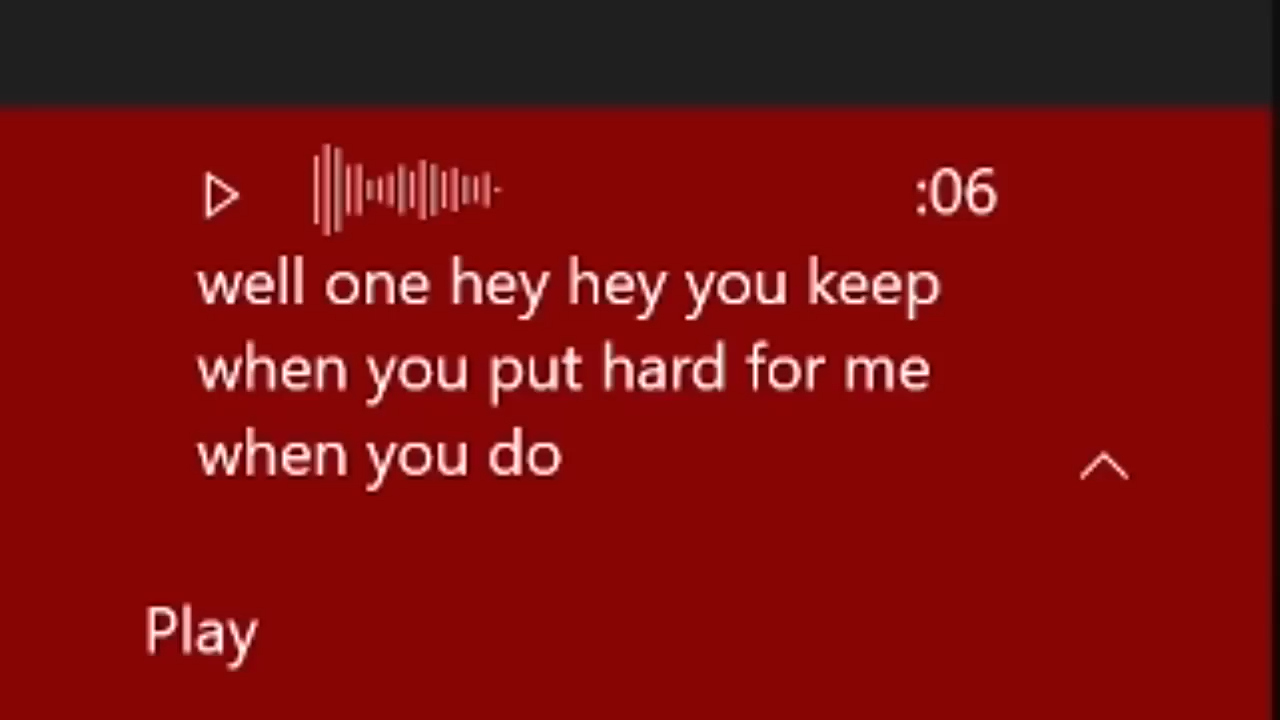 :06
well one hey hey you keep
when you put hard for me
when you do
Play